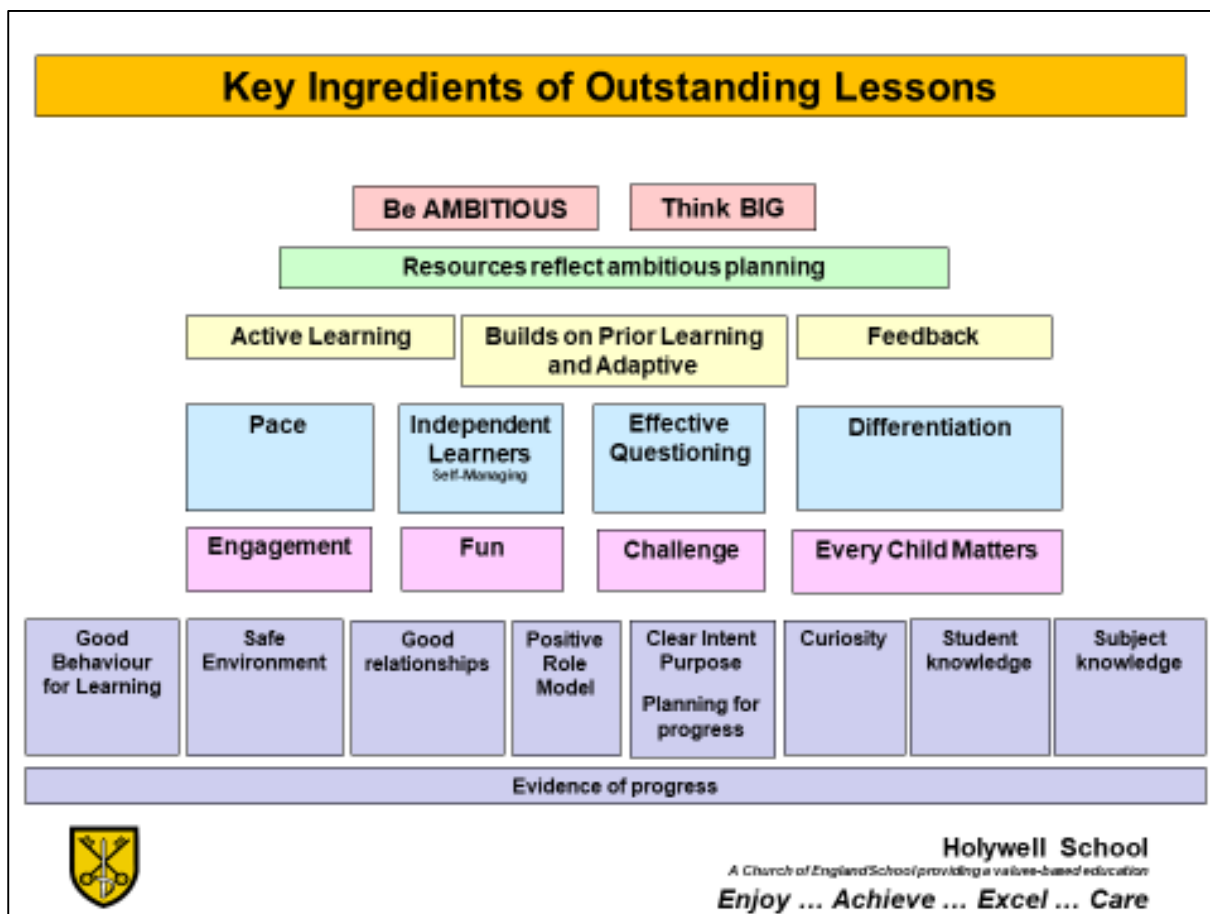 Key Ingredients of Outstanding Lessons
Be AMBITIOUS
Think BIG
Resources reflect ambitious planning
Active Learning
Builds on Prior Learning
and Adaptive
Feedback
Pace
Independent
Learners
Self-Managing
Effective
Questioning
Differentiation
Engagement
Fun
Challenge
Every Child Matters
Good
Behaviour
for Learning
Safe
Environment
Good
relationships
Positive
Role
Model
Clear Intent
Purpose
Planning for
progress
Curiosity
Student
knowledge
Subject
knowledge
Evidence of progress
Holywell School
A Church of England School providing a values-based education
Enjoy ... Achieve ... Excel ... Care